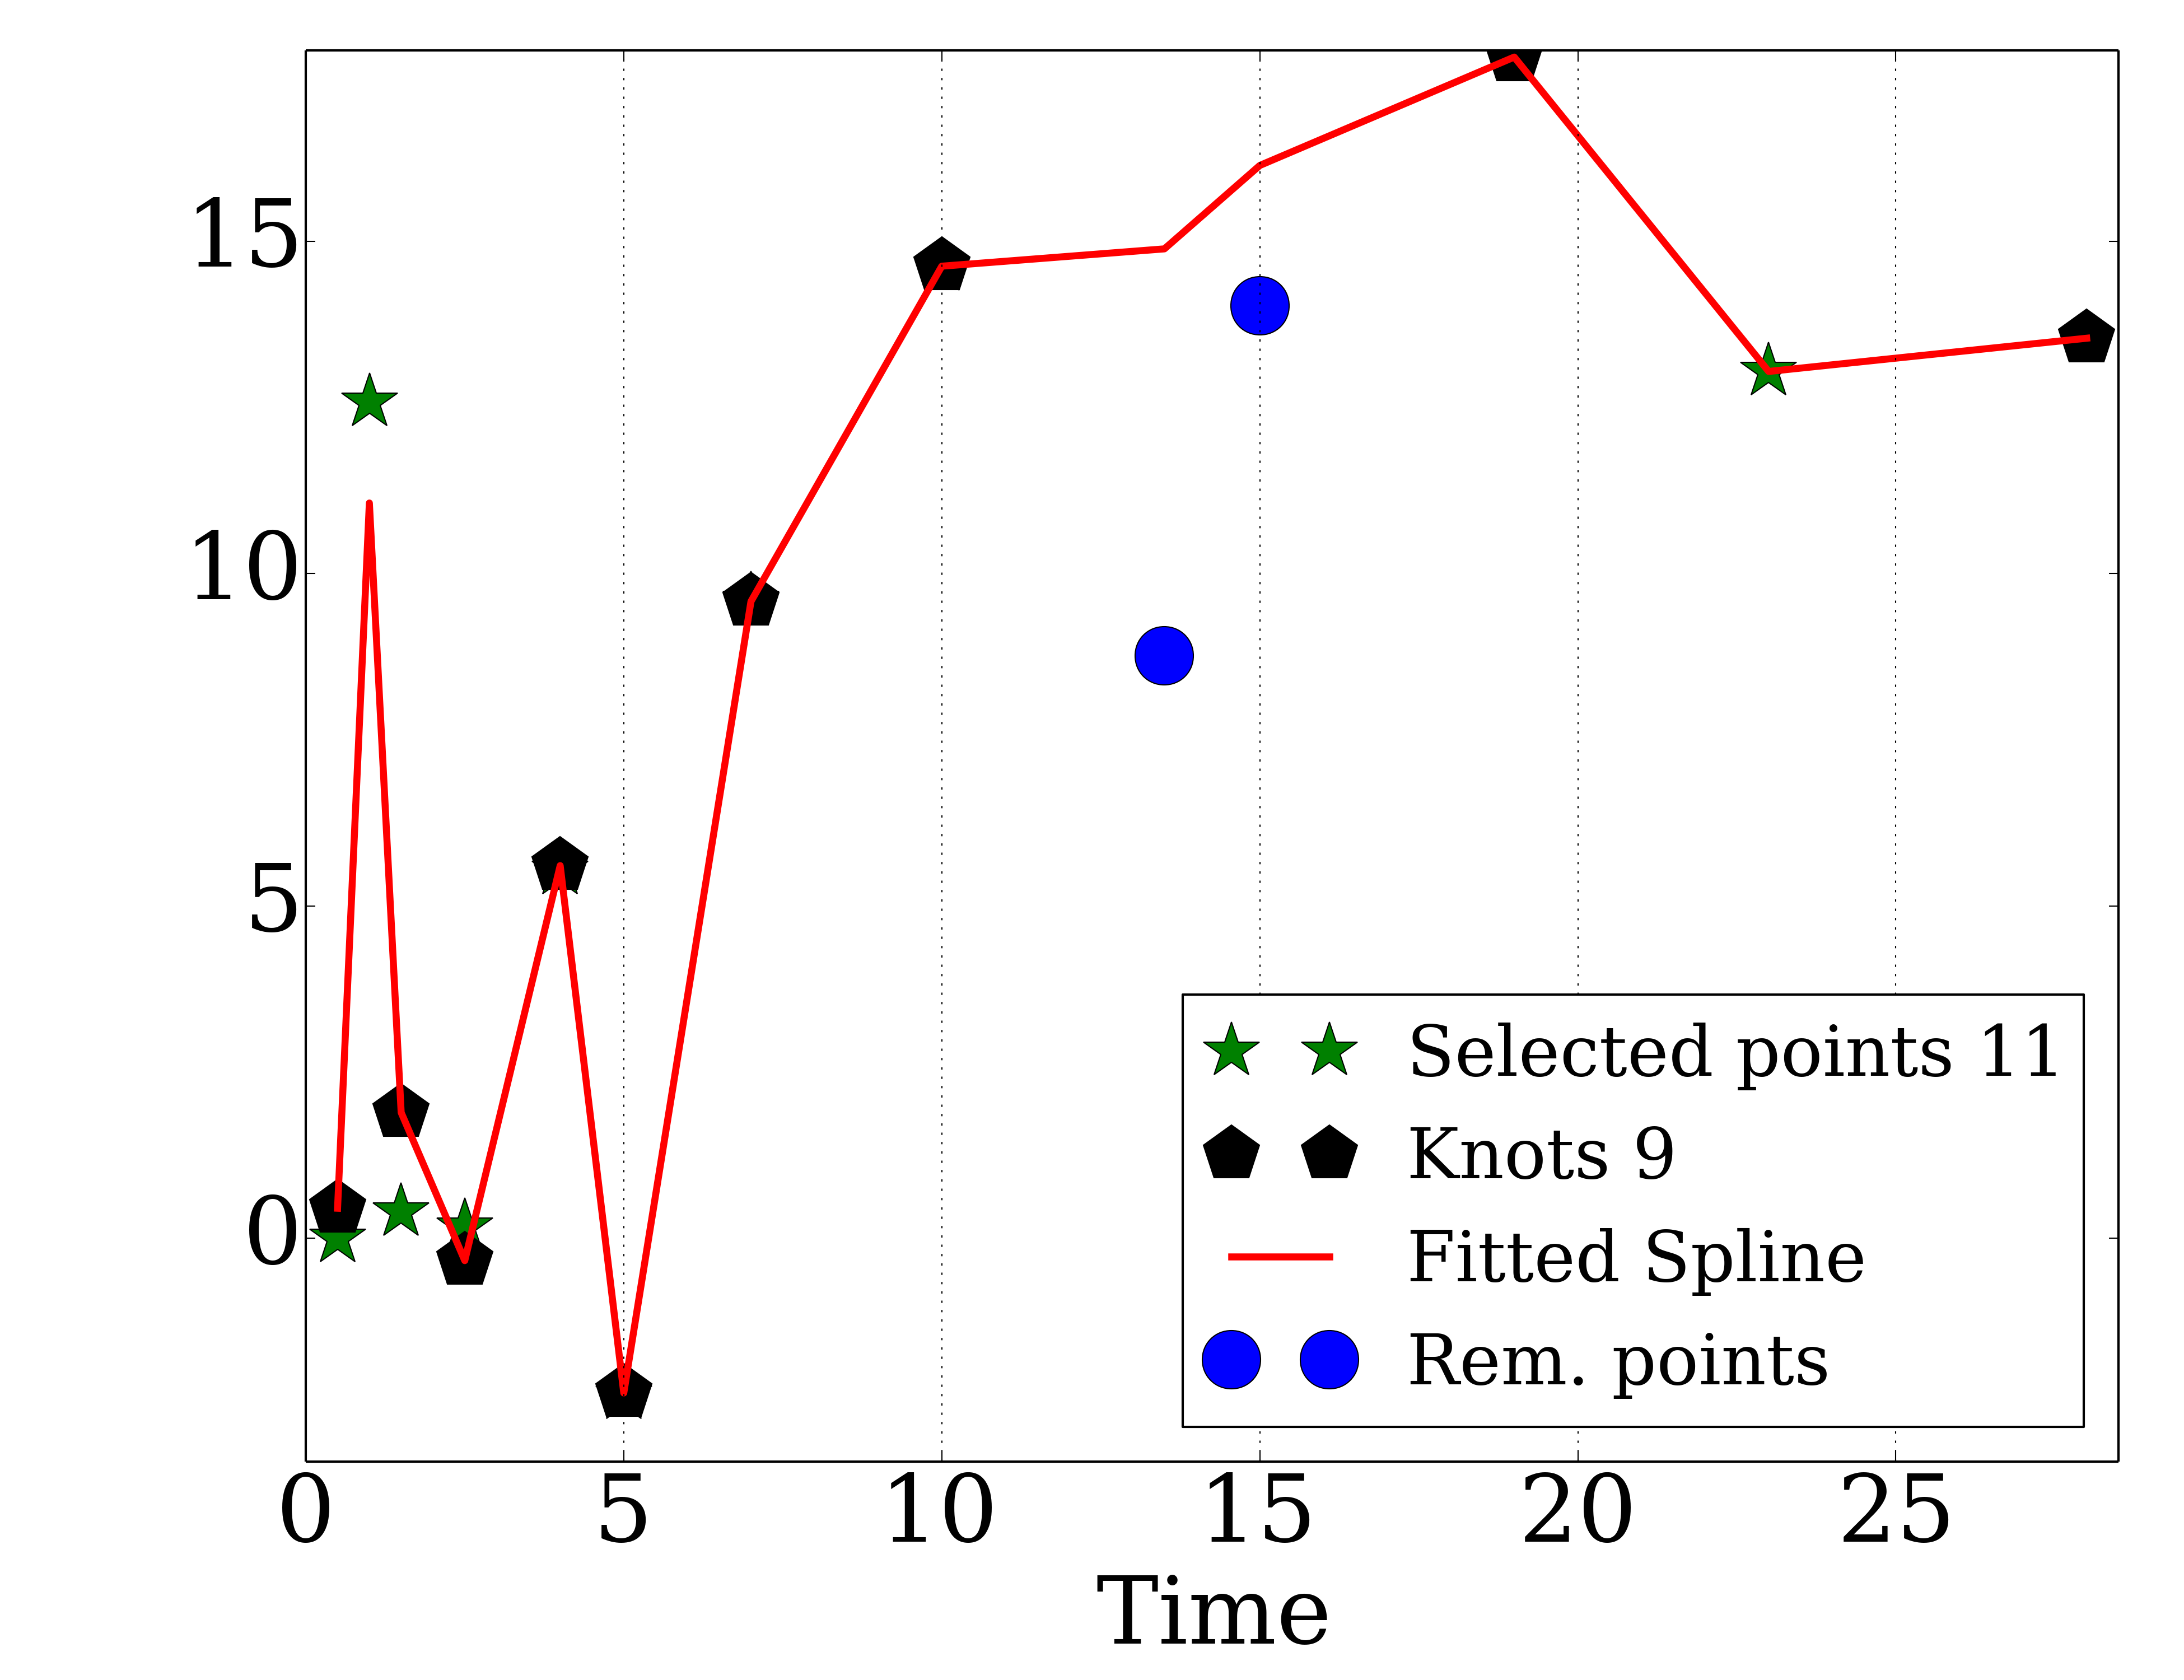 15
10
5
0
Selected points 11
Knots 9
Fitted Spline
Rem. points
0 5 10 15 20 25
Time